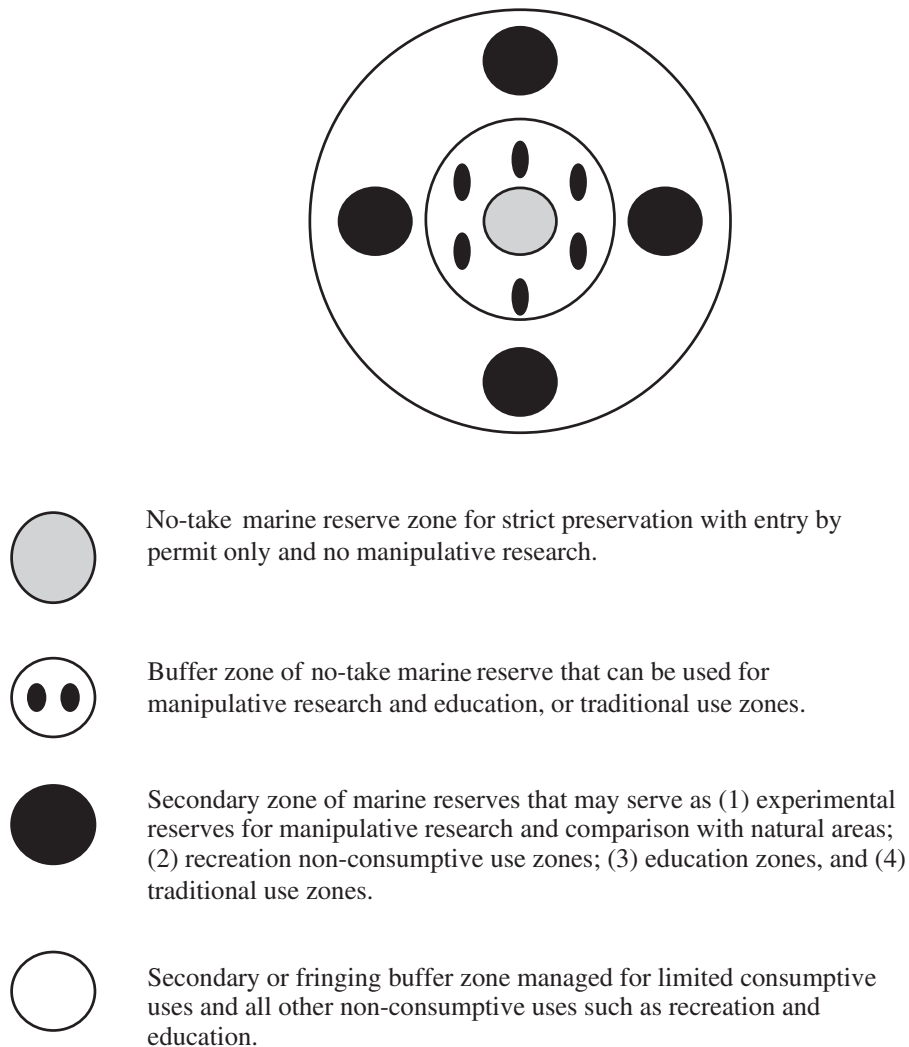 No-take marine reserve zone for strict preservation with entry by
permit only and no manipulative research.
Buffer zone of no-take marine reserve that can be used for
manipulative research and education, or traditional use zones.
Secondary zone of marine reserves that may serve as (1) experimental
reserves for manipulative research and comparison with natural areas;
(2) recreation non-consumptive use zones; (3) education zones, and (4)
traditional use zones.
Secondary or fringing buffer zone managed for limited consumptive
uses and all other non-consumptive uses such as recreation and
education.